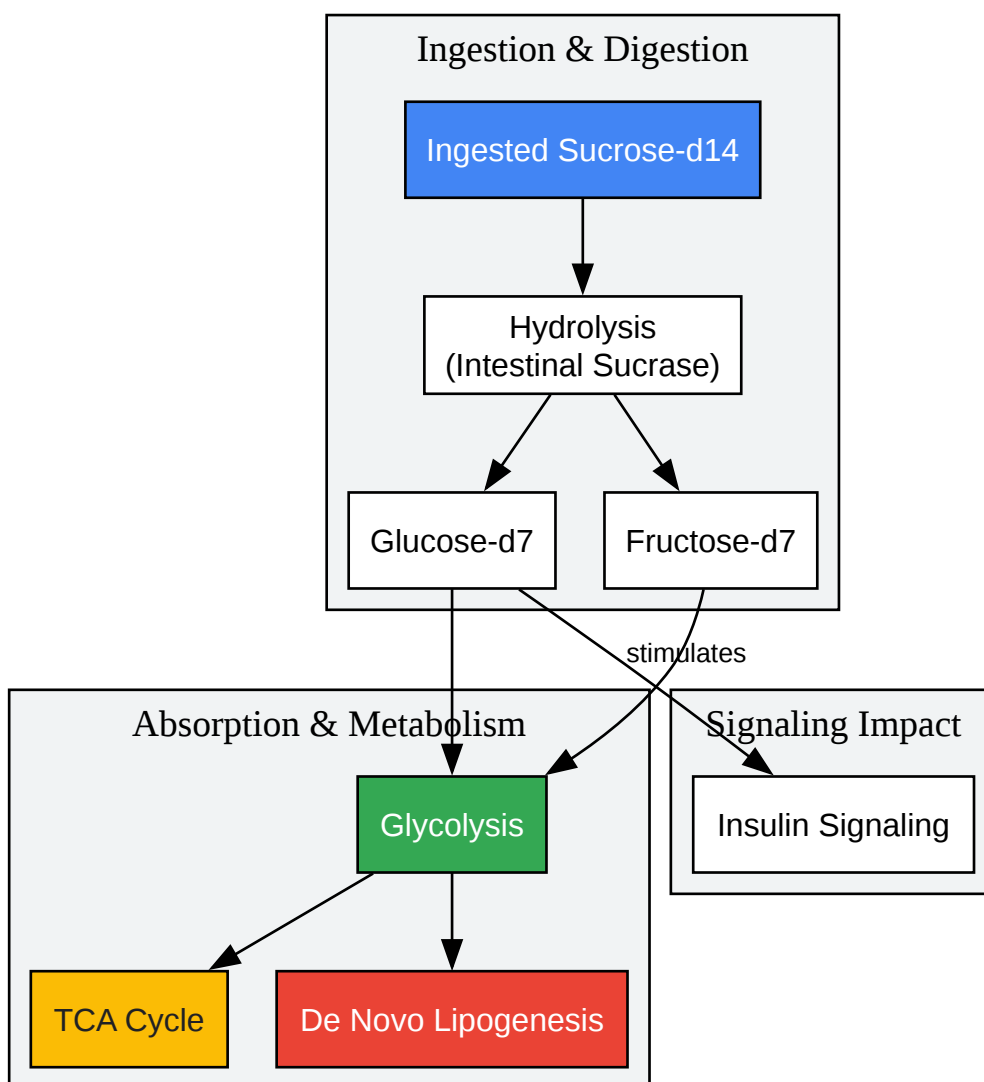 Ingestion & Digestion
Ingested Sucrose-d14
Hydrolysis
(Intestinal Sucrase)
Glucose-d7
Fructose-d7
stimulates
Absorption & Metabolism
Signaling Impact
Glycolysis
Insulin Signaling
TCA Cycle
De Novo Lipogenesis